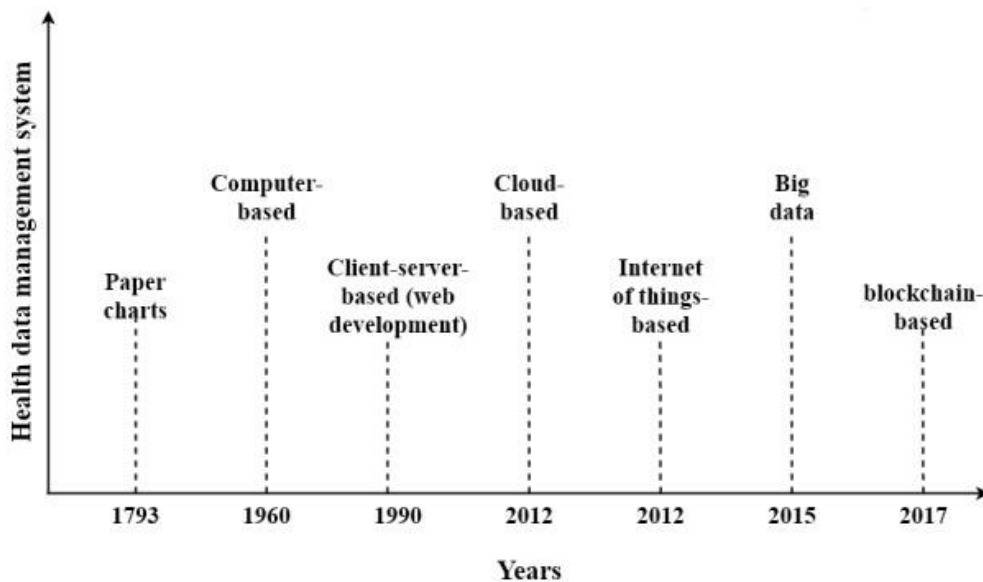 Health data management system
Computer-
based
Cloud-
based
Big
data
Paper
charts
Client-server-
based (web
development)
Internet
of things-
based
blockchain-
based
1793
1960
1990
2012
2012
2015
2017
Years